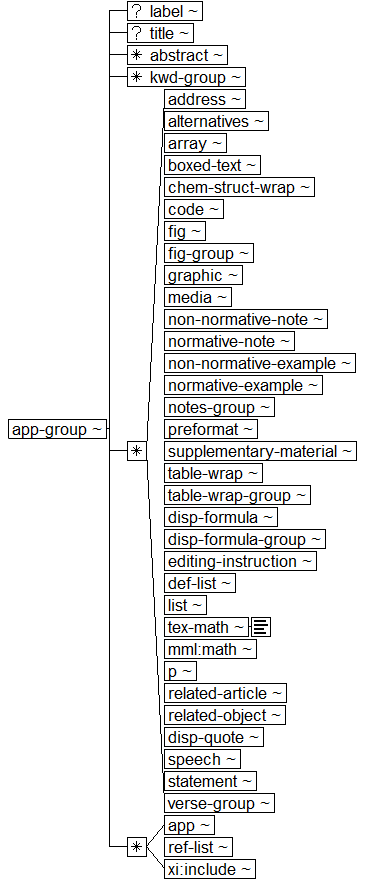 ? label ~
? title ~
* abstract ~
* kwd-group ~
address ~
alternatives ~
array ~
boxed-text ~
chem-struct-wrap ~
code ~
fig ~
fig-group ~
graphic ~
media ~
non-normative-note ~
normative-note ~
non-normative-example ~
normative-example ~
notes-group ~
app-group ~
preformat ~
* supplementary-material ~
table-wrap ~
table-wrap-group ~
disp-formula ~
disp-formula-group ~
editing-instruction ~
def-list ~
list ~
tex-math ~
mml:math ~
p ~
related-article ~
related-object ~
disp-quote ~
speech ~
statement ~
verse-group ~
app ~
* ref-list ~
xi:include ~